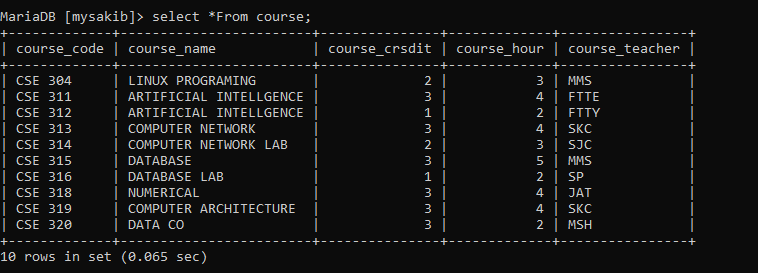 MariaDB [mysakib]> select *From course;
+-------------+-------------------------+---------------+-------------+----------------+
| course_code | course_name             | course_crsdit | course_hour | course_teacher |
+-------------+-------------------------+---------------+-------------+----------------+
| CSE 304     | LINUX PROGRAMING        |             2 |           3 | MMS            |
| CSE 311     | ARTIFICIAL INTELLGENCE  |             3 |           4 | FTTE           |
| CSE 312     | ARTIFICIAL INTELLGENCE  |             1 |           2 | FTTY           |
| CSE 313     | COMPUTER NETWORK        |             3 |           4 | SKC            |
| CSE 314     | COMPUTER NETWORK LAB    |             2 |           3 | SJC            |
| CSE 315     | DATABASE                |             3 |           5 | MMS            |
| CSE 316     | DATABASE LAB            |             1 |           2 | SP             |
| CSE 318     | NUMERICAL               |             3 |           4 | JAT            |
| CSE 319     | COMPUTER ARCHITECTURE   |             3 |           4 | SKC            |
| CSE 320     | DATA CO                 |             3 |           2 | MSH            |
+-------------+-------------------------+---------------+-------------+----------------+
10 rows in set (0.065 sec)